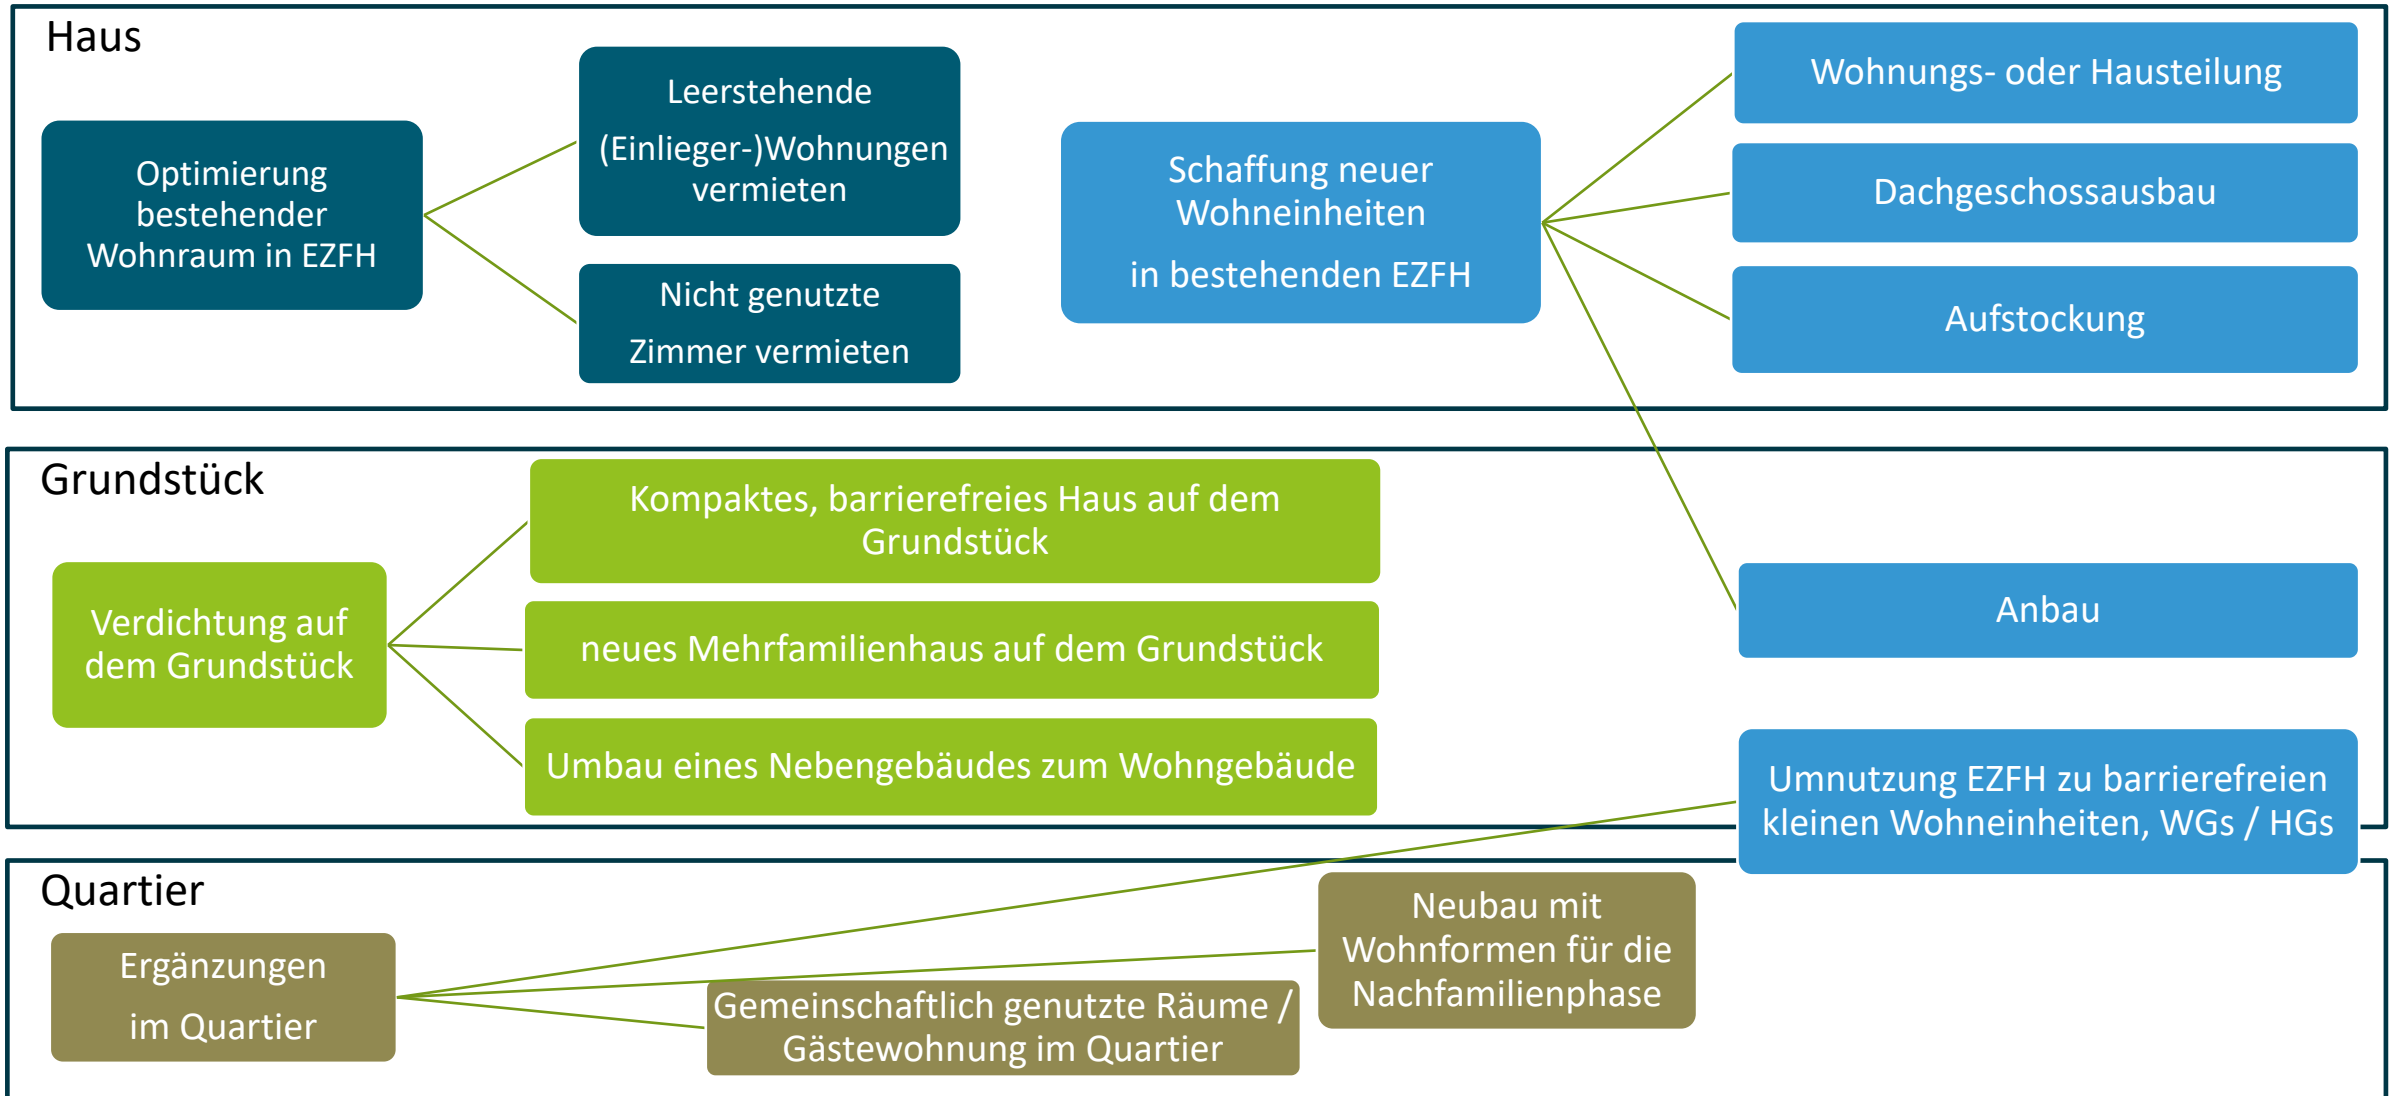 Haus
Optimierung
bestehender
Wohnraum in EZFH
Leerstehende
(Einlieger-)Wohnungen
vermieten
Nicht genutzte
Zimmer vermieten
Schaffung neuer
Wohneinheiten
in bestehenden EZFH
Wohnungs- oder Hausteilung
Dachgeschossausbau
Aufstockung
Grundstück
Verdichtung auf
dem Grundstück
Kompaktes, barrierefreies Haus auf dem
Grundstück
neues Mehrfamilienhaus auf dem Grundstück
Umbau eines Nebengebäudes zum Wohngebäude
Anbau
Umnutzung EZFH zu barrierefreien
kleinen Wohneinheiten, WGs / HGs
Quartier
Ergänzungen
im Quartier
Gemeinschaftlich genutzte Räume /
Gästewohnung im Quartier
Neubau mit
Wohnformen für die
Nachfamilienphase